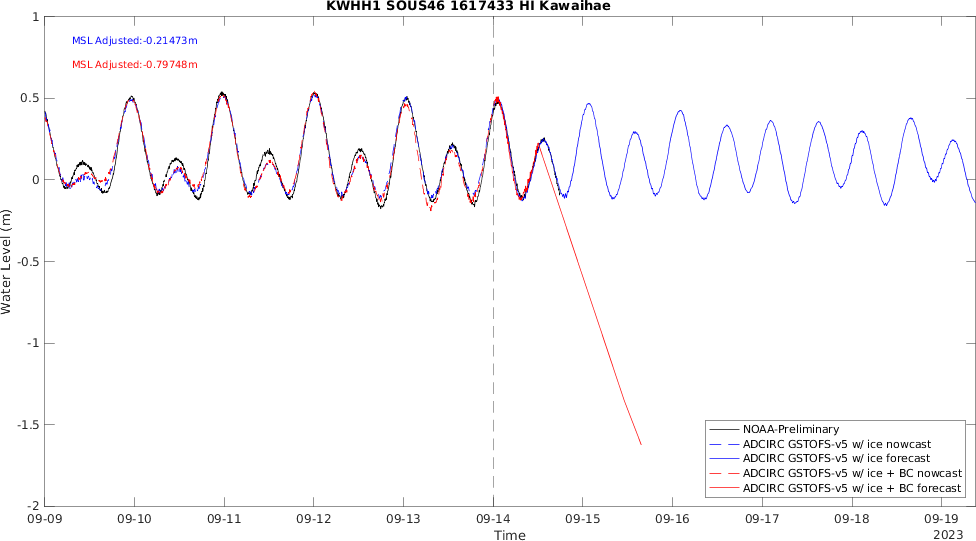 KWHH1 SOUS46 1617433 HI Kawaihae
MSL Adjusted:-0.21473m
MSL Adjusted:-0.79748m
1
0.5
0
-0.5
-1
-1.5
-2
Water Level (m)
NOAA-Preliminary
ADCIRC GSTOFS-v5 w/ ice nowcast
ADCIRC GSTOFS-v5 w/ ice forecast
ADCIRC GSTOFS-v5 w/ ice + BC nowcast
ADCIRC GSTOFS-v5 w/ ice + BC forecast
09-09 09-10 09-11 09-12 09-13 09-14 09-15 09-16 09-17 09-18 09-19
Time
2023